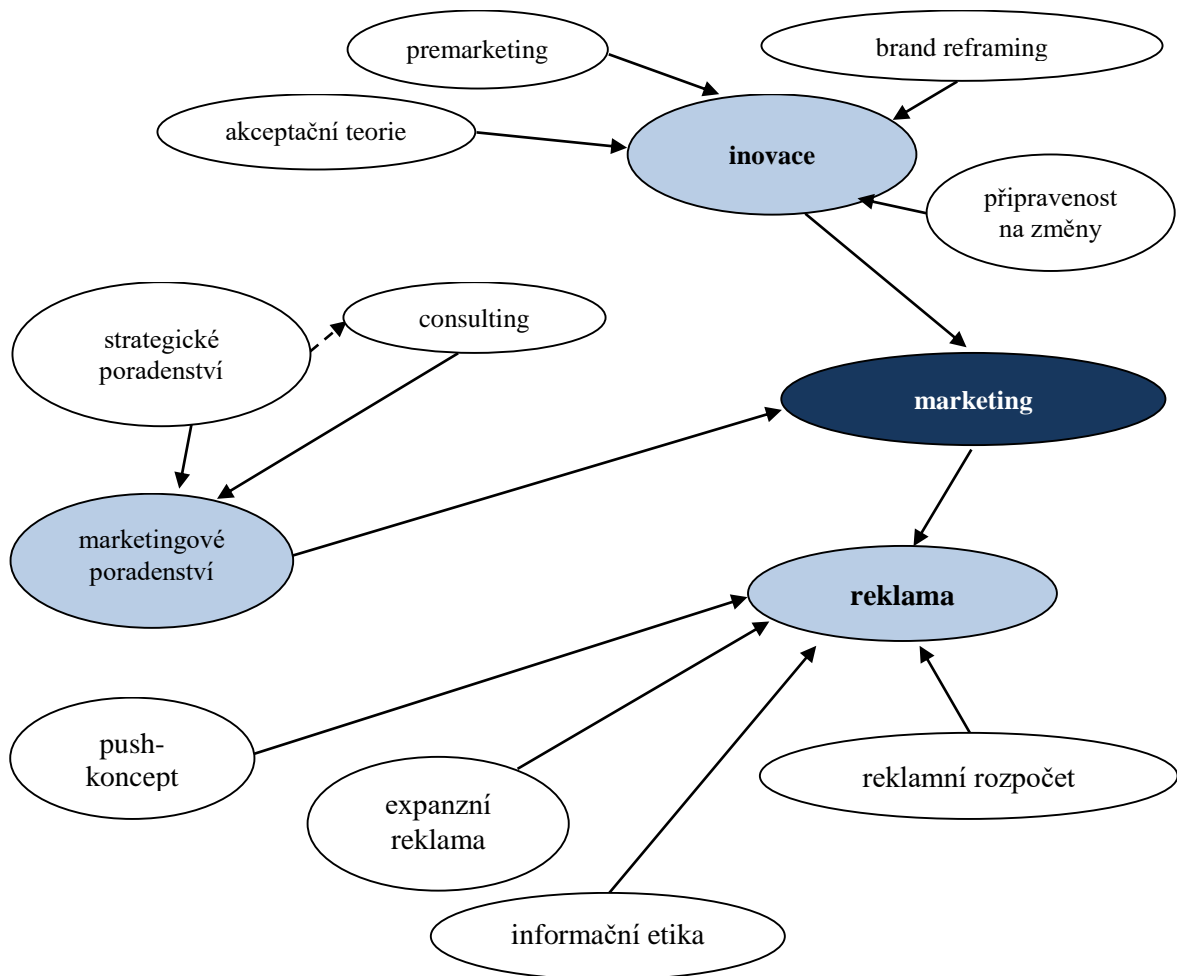 premarketing
brand reframing
akceptační teorie
inovace
připravenost
na změny
strategické
poradenství
consulting
marketing
marketingové
poradenství
reklama
push-
koncept
expanzní
reklama
reklamní rozpočet
informační etika